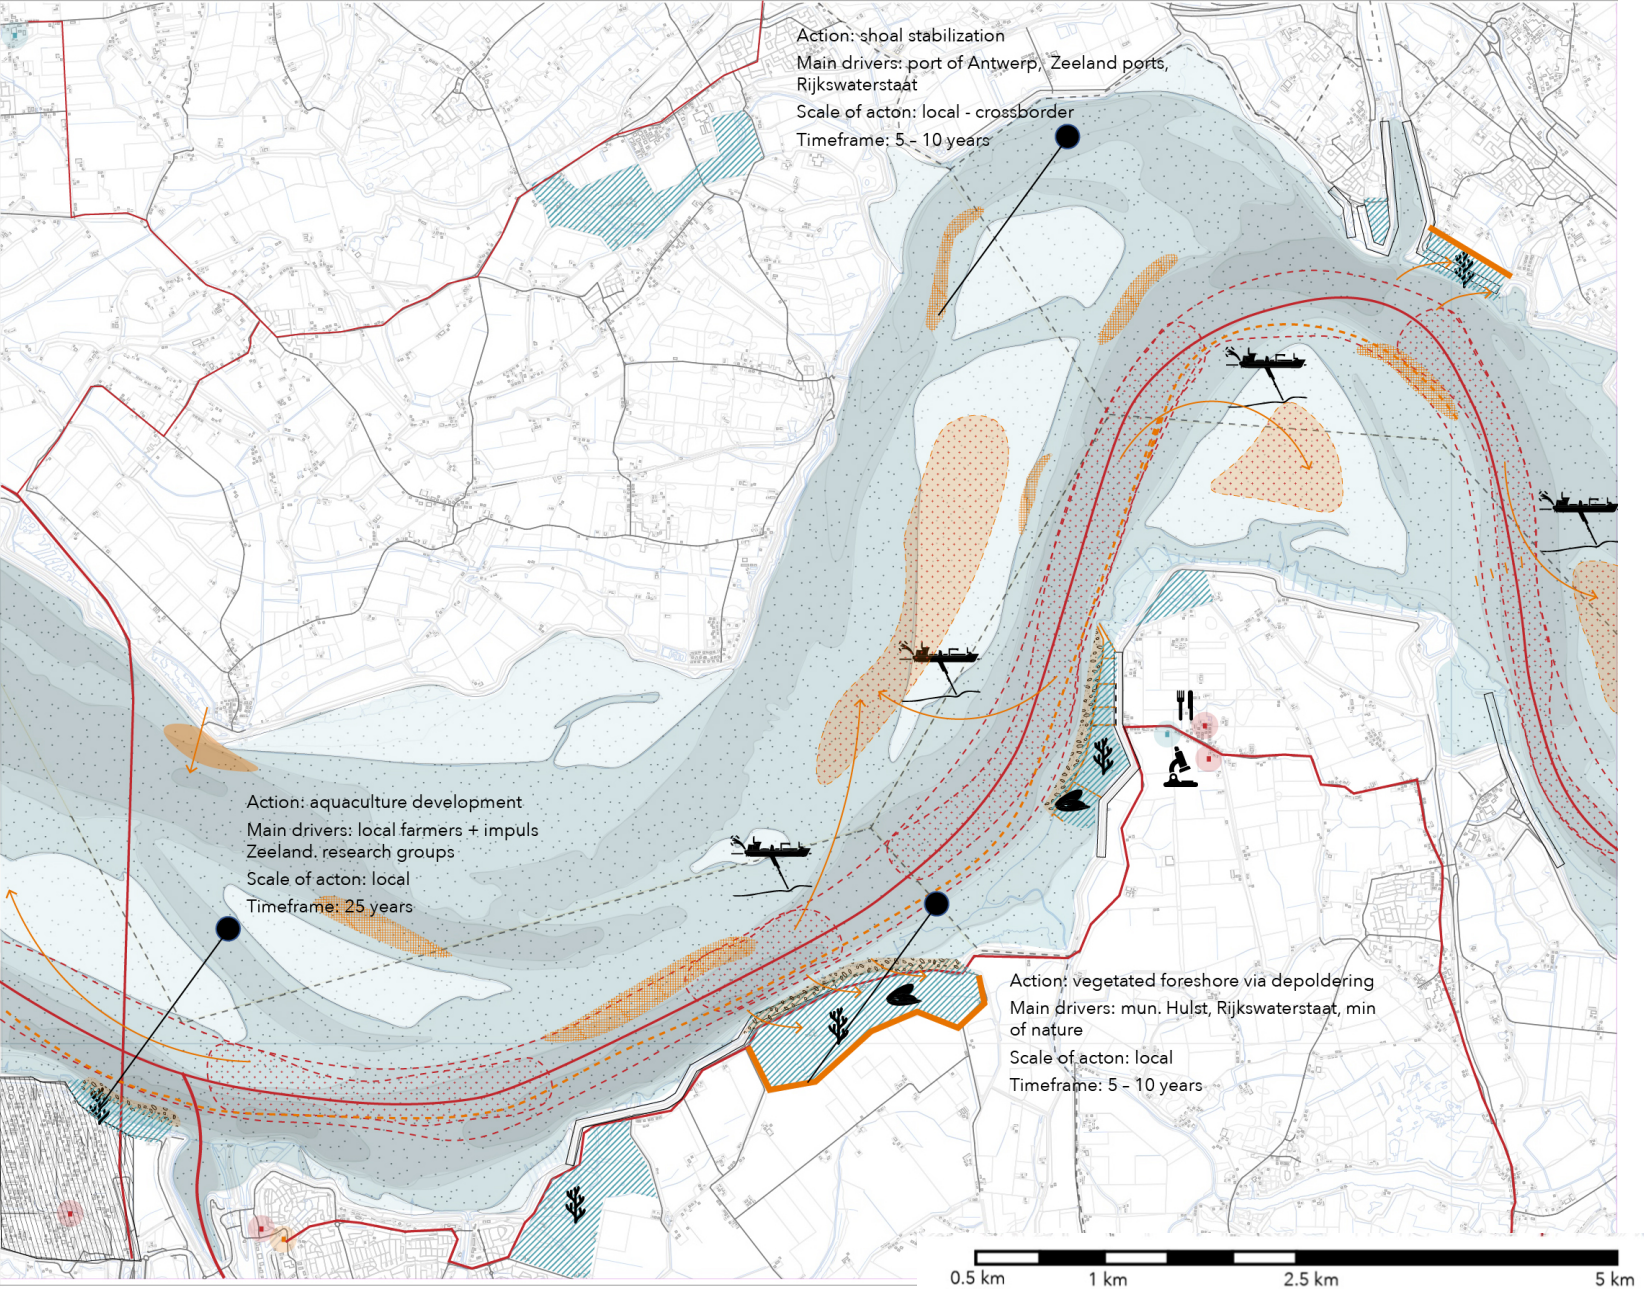 Action: shoal stabilization
Main drivers: port of Antwerp, Zeeland ports,
Rijkswaterstaat
Scale of acton: local - crossborder
Timeframe: 5 – 10 years
Action: aquaculture development
Main drivers: local farmers + impuls
Zeeland. research groups
Scale of acton: local
Timeframe: 25 years
Action: vegetated foreshore via depoldering
Main drivers: mun. Hulst, Rijkswaterstaat, min
of nature
Scale of acton: local
Timeframe: 5 – 10 years
0.5 km 1 km 2.5 km 5 km